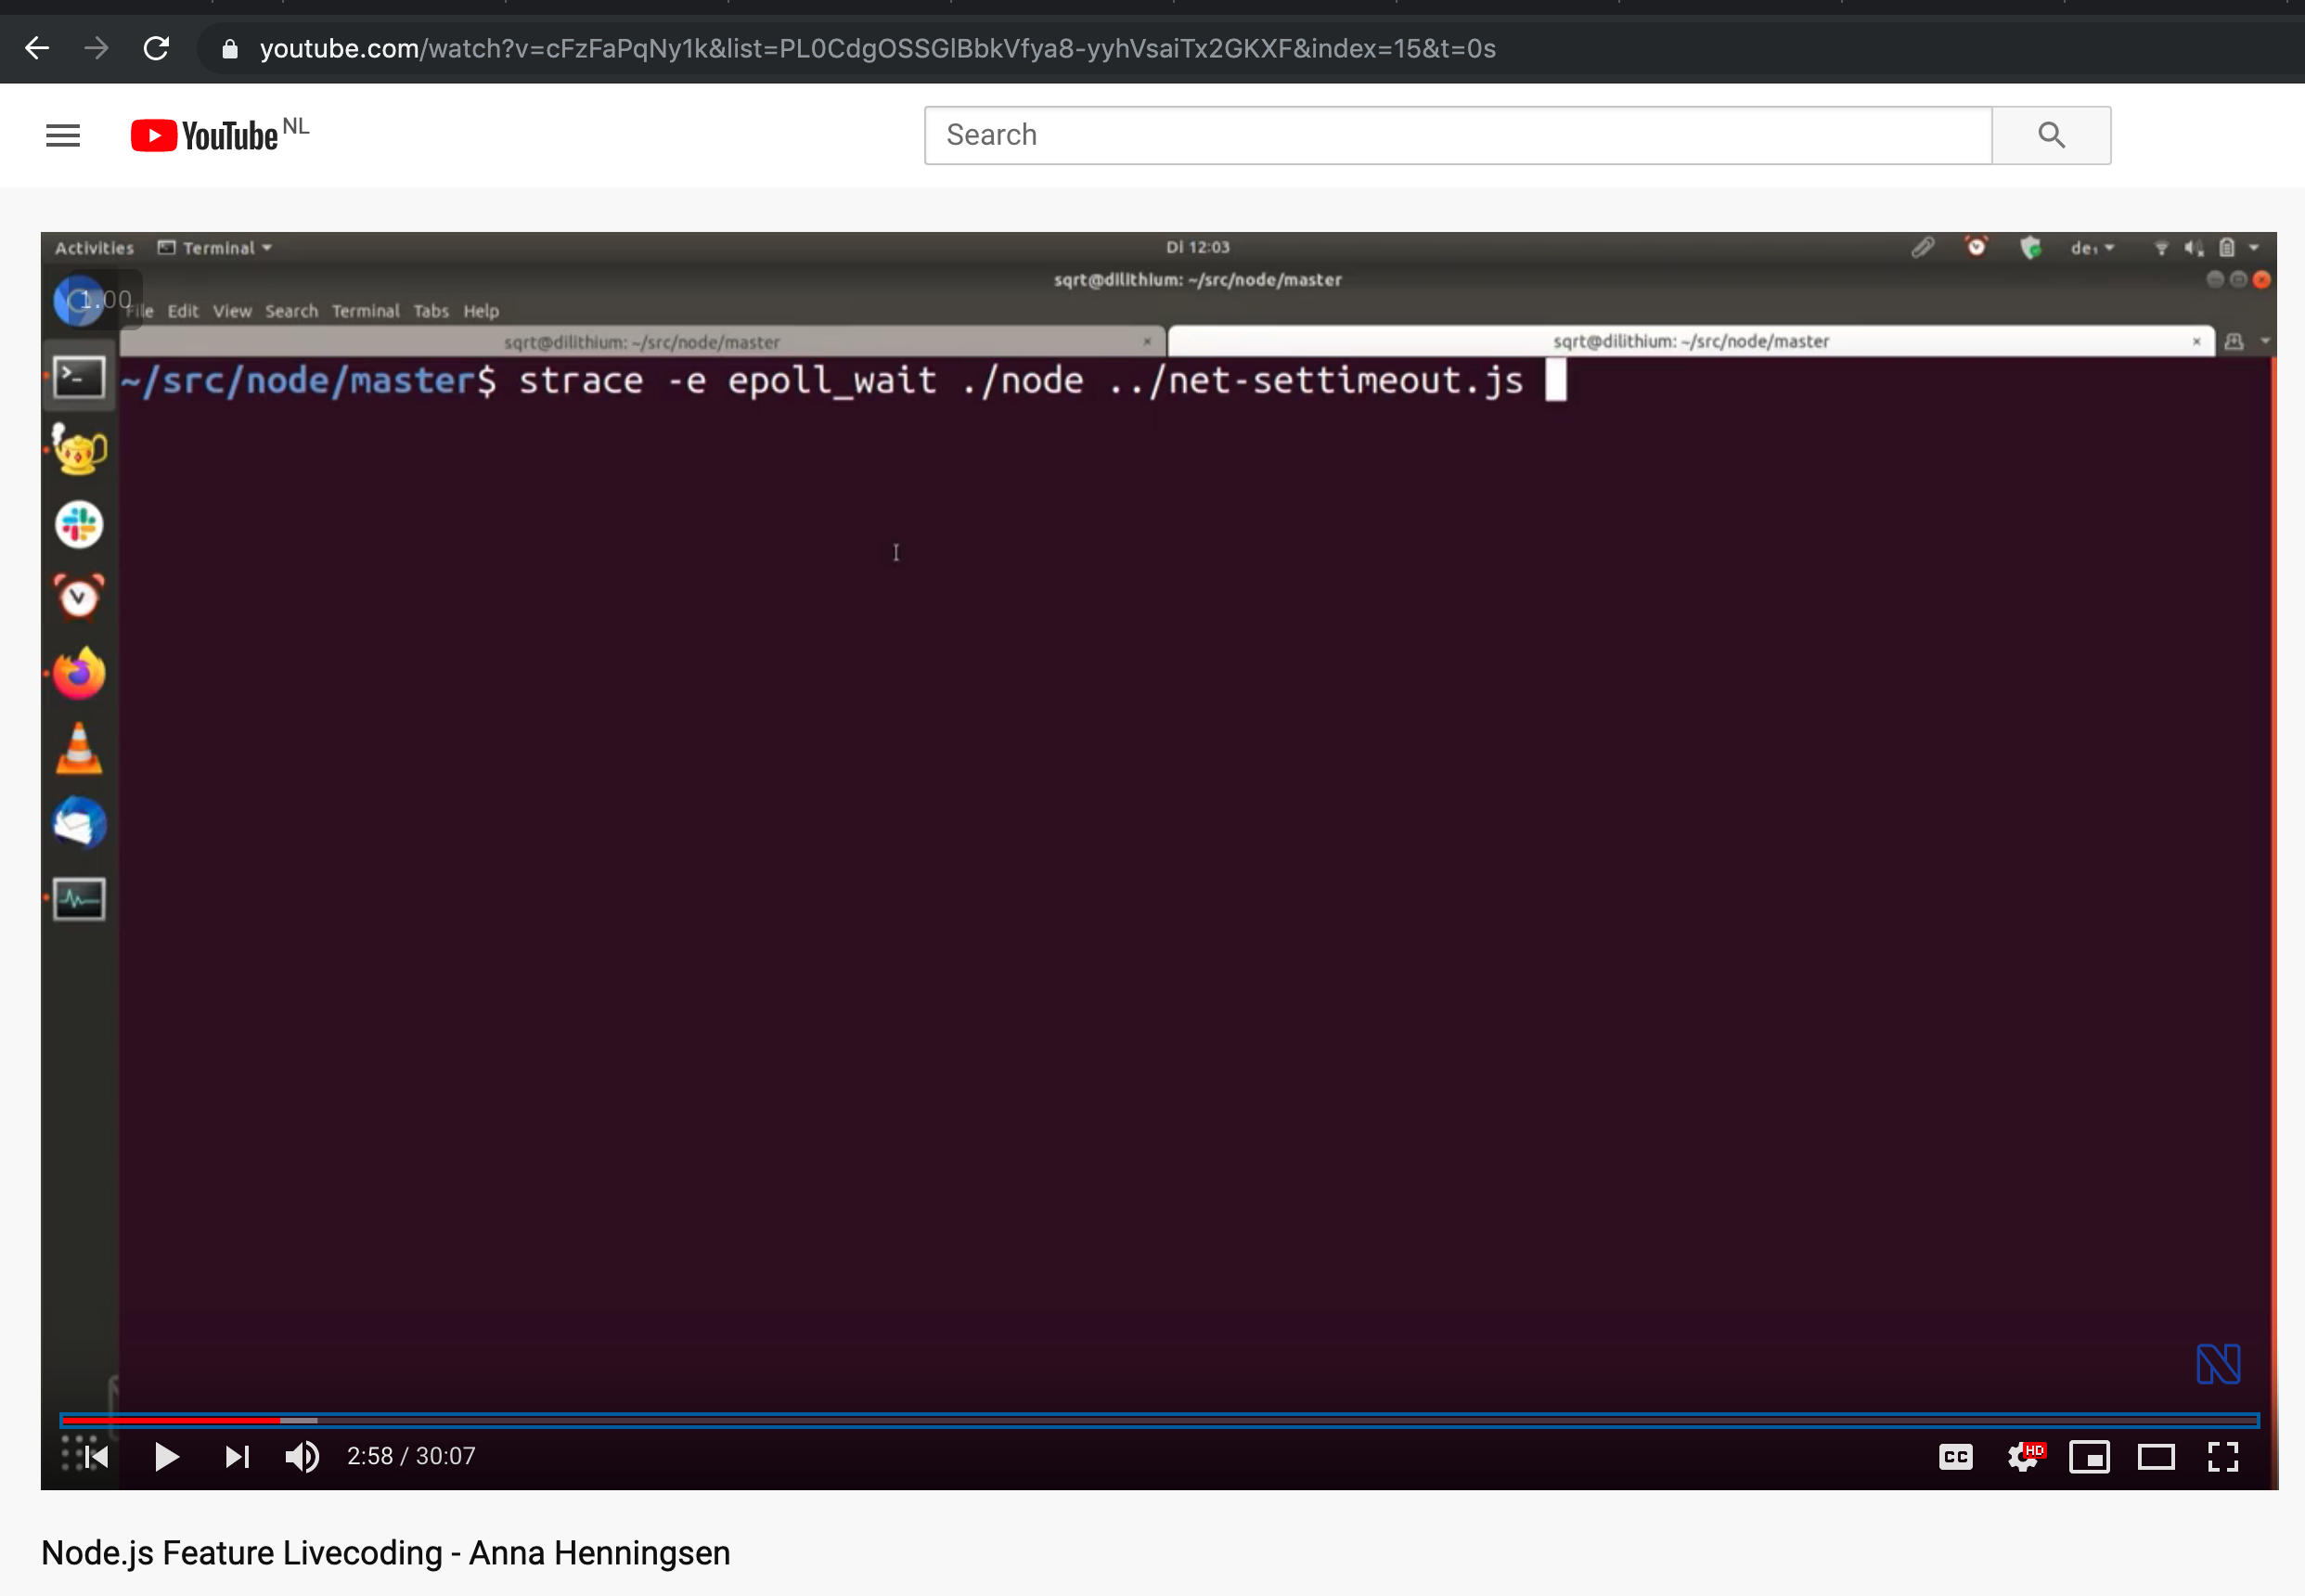 youtube.com/watch?v=cFzFaPqNy1k&list=PL0CdgOSSGlBbkVfya8-yyhVsaiTx2GKXF&index=15&t=0s
YouTube NL
Search
Activities Terminal Di 12:03 de₁
sqrt@dilithium: ~/src/node/master
1.00
File Edit View Search Terminal Tabs Help
sqrt@dilithium: ~/src/node/master × sqrt@dilithium: ~/src/node/master ×
~/src/node/master$ strace -e epoll_wait ./node ../net-settimeout.js
N
2:58 / 30:07 CC HD
Node.js Feature Livecoding - Anna Henningsen